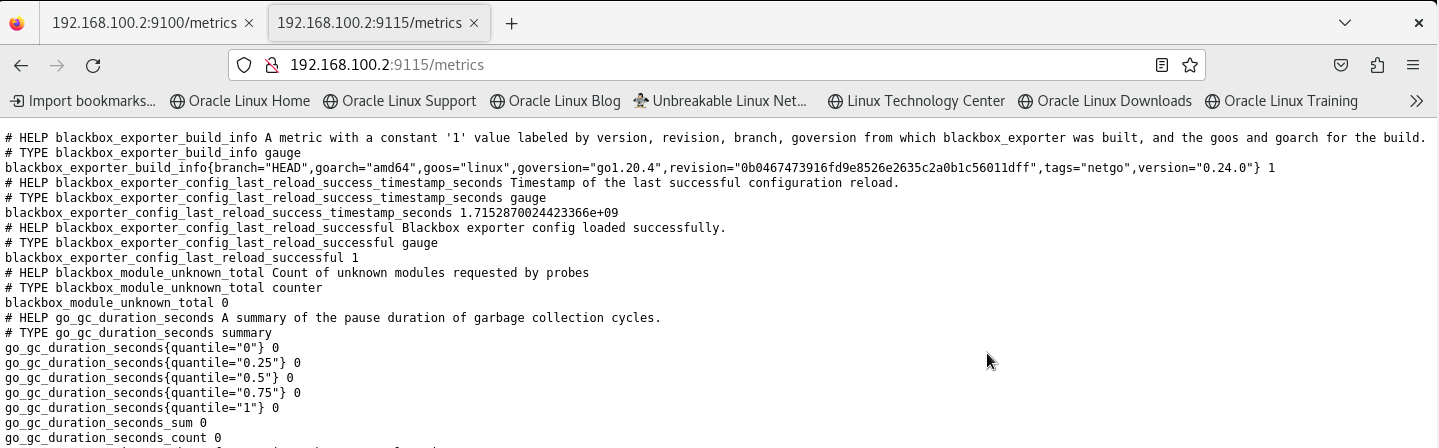 192.168.100.2:9100/metrics
192.168.100.2:9115/metrics
192.168.100.2:9115/metrics
Import bookmarks... Oracle Linux Home Oracle Linux Support Oracle Linux Blog Unbreakable Linux Net... Linux Technology Center Oracle Linux Downloads Oracle Linux Training
# HELP blackbox_exporter_build_info A metric with a constant '1' value labeled by version, revision, branch, goversion from which blackbox_exporter was built, and the goos and goarch for the build.
# TYPE blackbox_exporter_build_info gauge
blackbox_exporter_build_info{branch="HEAD",goarch="amd64",goos="linux",goversion="go1.20.4",revision="0b0467473916fd9e8526e2635c2a0b1c56011dff",tags="netgo",version="0.24.0"} 1
# HELP blackbox_exporter_config_last_reload_success_timestamp_seconds Timestamp of the last successful configuration reload.
# TYPE blackbox_exporter_config_last_reload_success_timestamp_seconds gauge
blackbox_exporter_config_last_reload_success_timestamp_seconds 1.7152870024423366e+09
# HELP blackbox_exporter_config_last_reload_successful Blackbox exporter config loaded successfully.
# TYPE blackbox_exporter_config_last_reload_successful gauge
blackbox_exporter_config_last_reload_successful 1
# HELP blackbox_module_unknown_total Count of unknown modules requested by probes
# TYPE blackbox_module_unknown_total counter
blackbox_module_unknown_total 0
# HELP go_gc_duration_seconds A summary of the pause duration of garbage collection cycles.
# TYPE go_gc_duration_seconds summary
go_gc_duration_seconds{quantile="0"} 0
go_gc_duration_seconds{quantile="0.25"} 0
go_gc_duration_seconds{quantile="0.5"} 0
go_gc_duration_seconds{quantile="0.75"} 0
go_gc_duration_seconds{quantile="1"} 0
go_gc_duration_seconds_sum 0
go_gc_duration_seconds_count 0